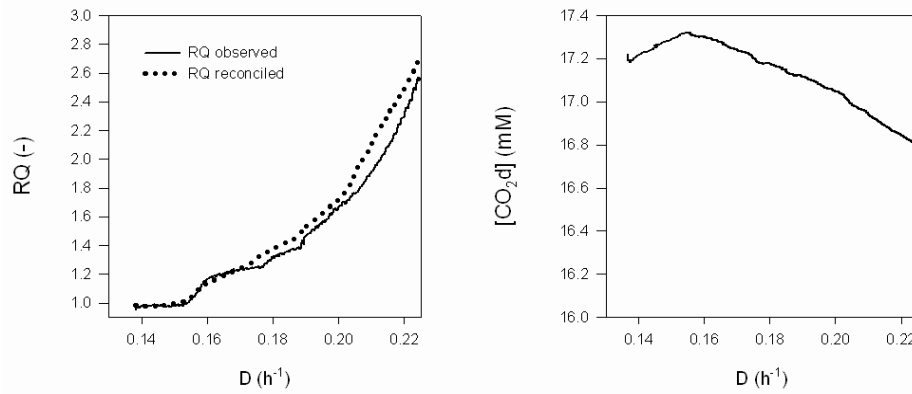 3.0
2.8
2.6
2.4
2.2
2.0
1.8
1.6
1.4
1.2
1.0
RQ (-)
RQ observed
RQ reconciled
0.14 0.16 0.18 0.20 0.22
D (h⁻¹)
17.4
17.2
17.0
16.8
16.6
16.4
16.2
16.0
[CO₂d] (mM)
0.14 0.16 0.18 0.20 0.22
D (h⁻¹)